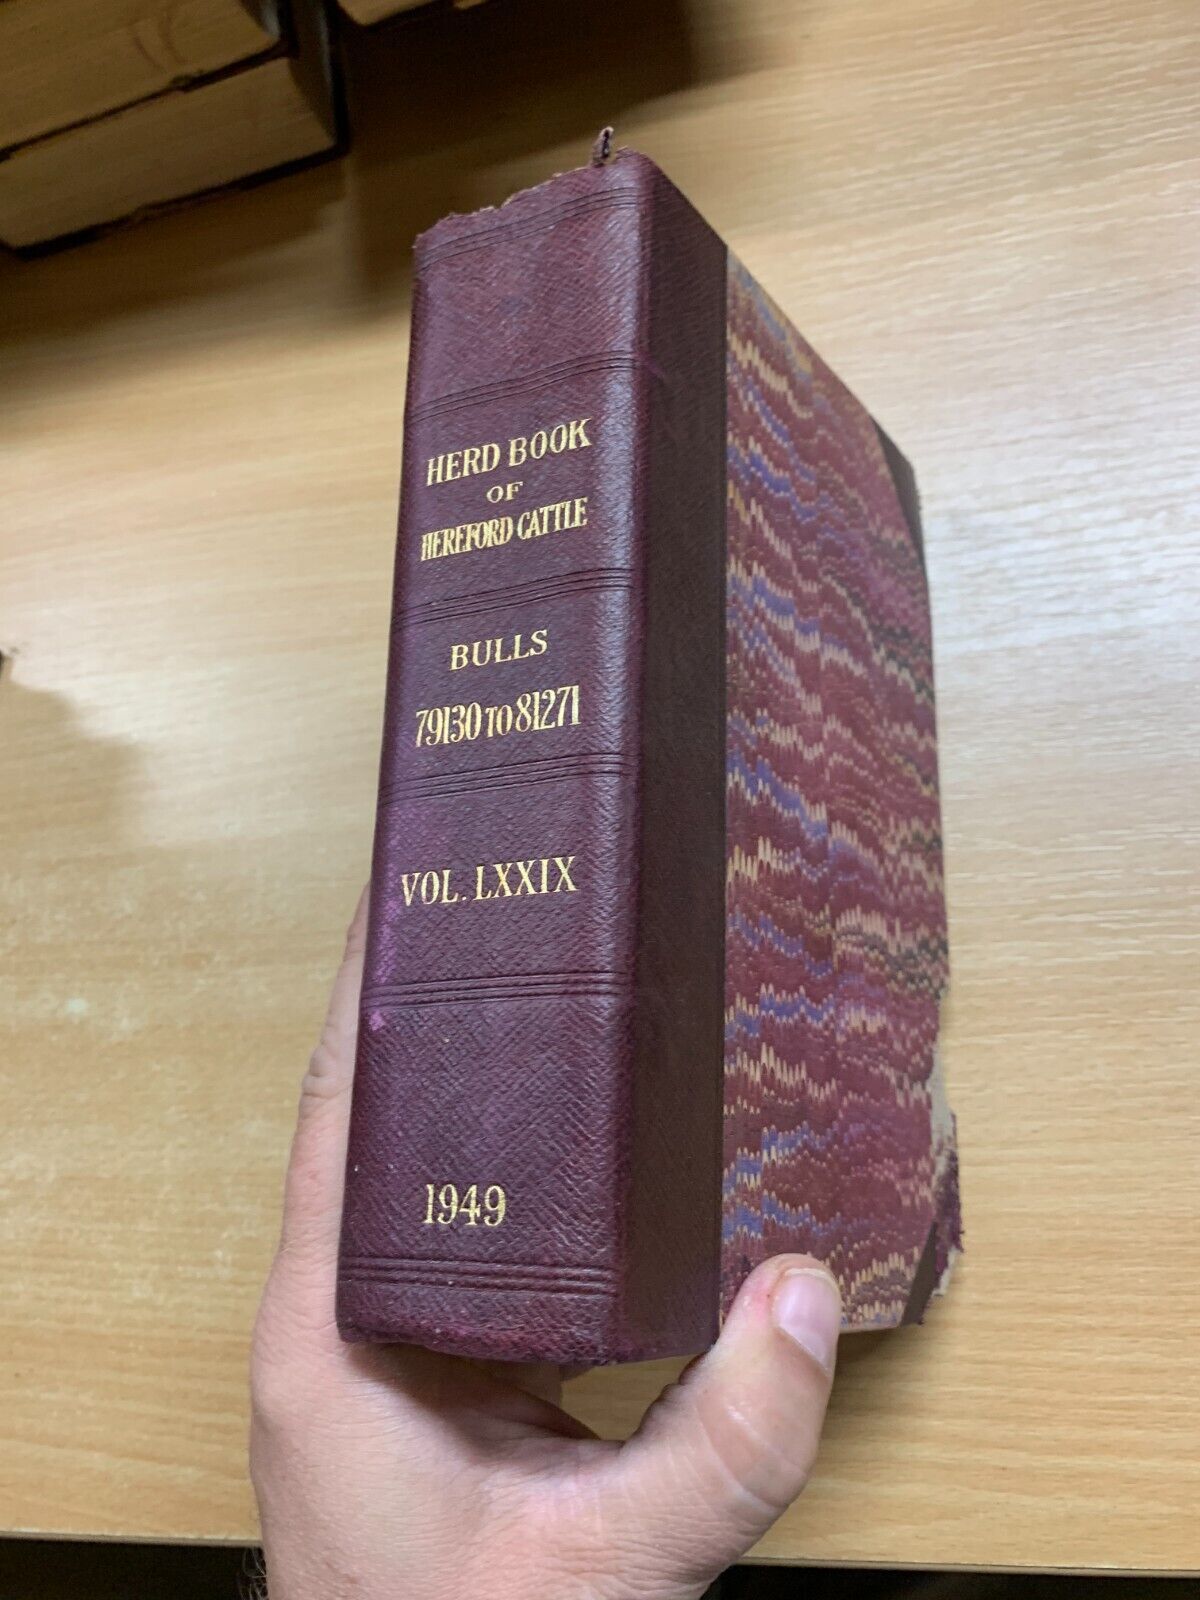 HERD BOOK
OF
HEREFORD CATTLE
BULLS
79130 TO 81271
VOL. LXXIX
1949